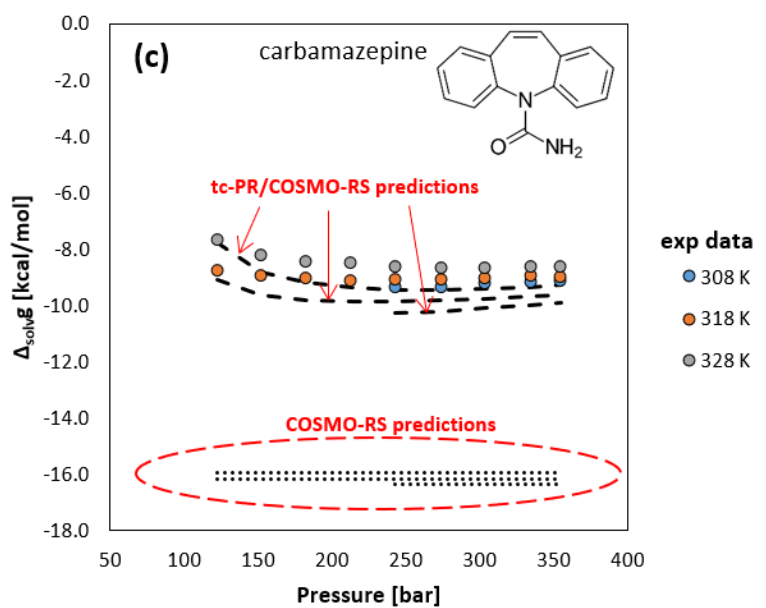 0.0
(c)
carbamazepine
-2.0
N
-4.0
O
NH₂
-6.0
tc-PR/COSMO-RS predictions
-8.0
exp data
-10.0
308 K
318 K
-12.0
328 K
-14.0
COSMO-RS predictions
-16.0
-18.0
Δsolvg [kcal/mol]
50 100 150 200 250 300 350 400
Pressure [bar]